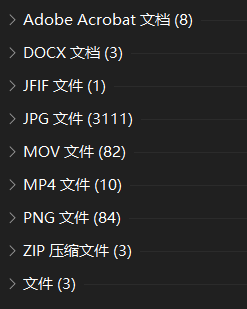 Adobe Acrobat 文档 (8)
DOCX 文档 (3)
JFIF 文件 (1)
JPG 文件 (3111)
MOV 文件 (82)
MP4 文件 (10)
PNG 文件 (84)
ZIP 压缩文件 (3)
文件 (3)